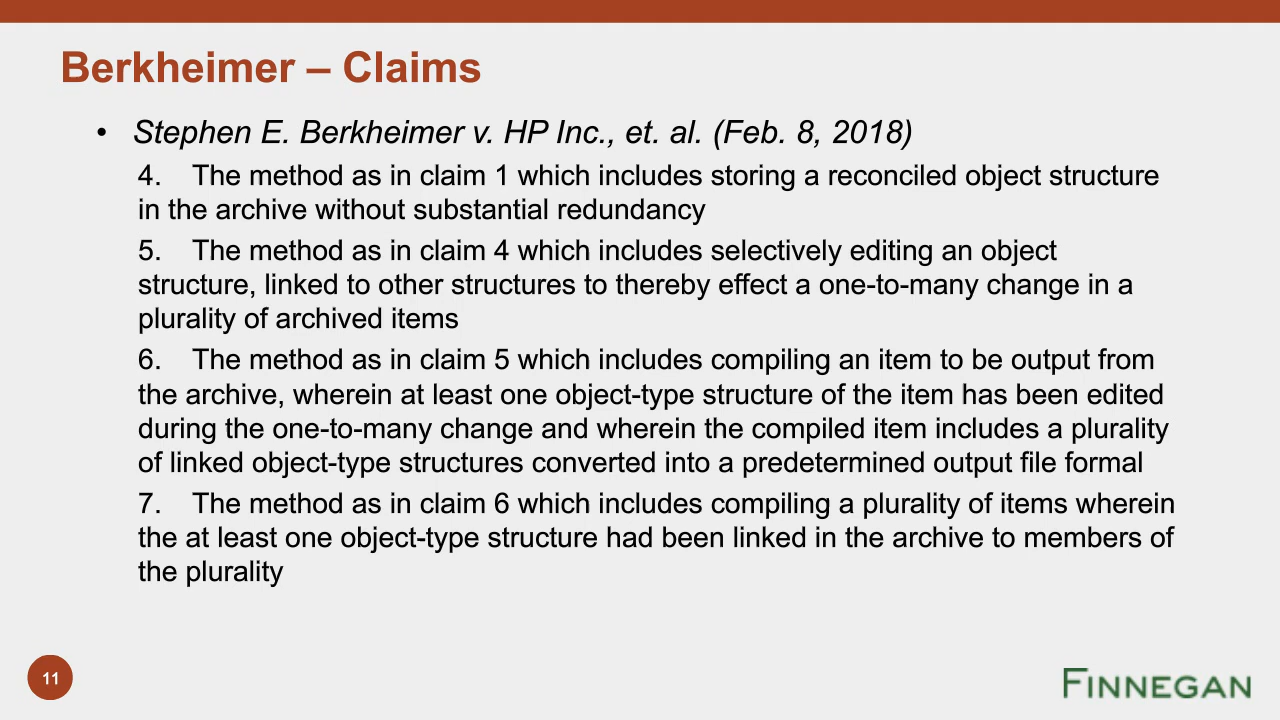 Berkheimer – Claims
• Stephen E. Berkheimer v. HP Inc., et. al. (Feb. 8, 2018)
4. The method as in claim 1 which includes storing a reconciled object structure
in the archive without substantial redundancy
5. The method as in claim 4 which includes selectively editing an object
structure, linked to other structures to thereby effect a one-to-many change in a
plurality of archived items
6. The method as in claim 5 which includes compiling an item to be output from
the archive, wherein at least one object-type structure of the item has been edited
during the one-to-many change and wherein the compiled item includes a plurality
of linked object-type structures converted into a predetermined output file formal
7. The method as in claim 6 which includes compiling a plurality of items wherein
the at least one object-type structure had been linked in the archive to members of
the plurality
11
FINNEGAN